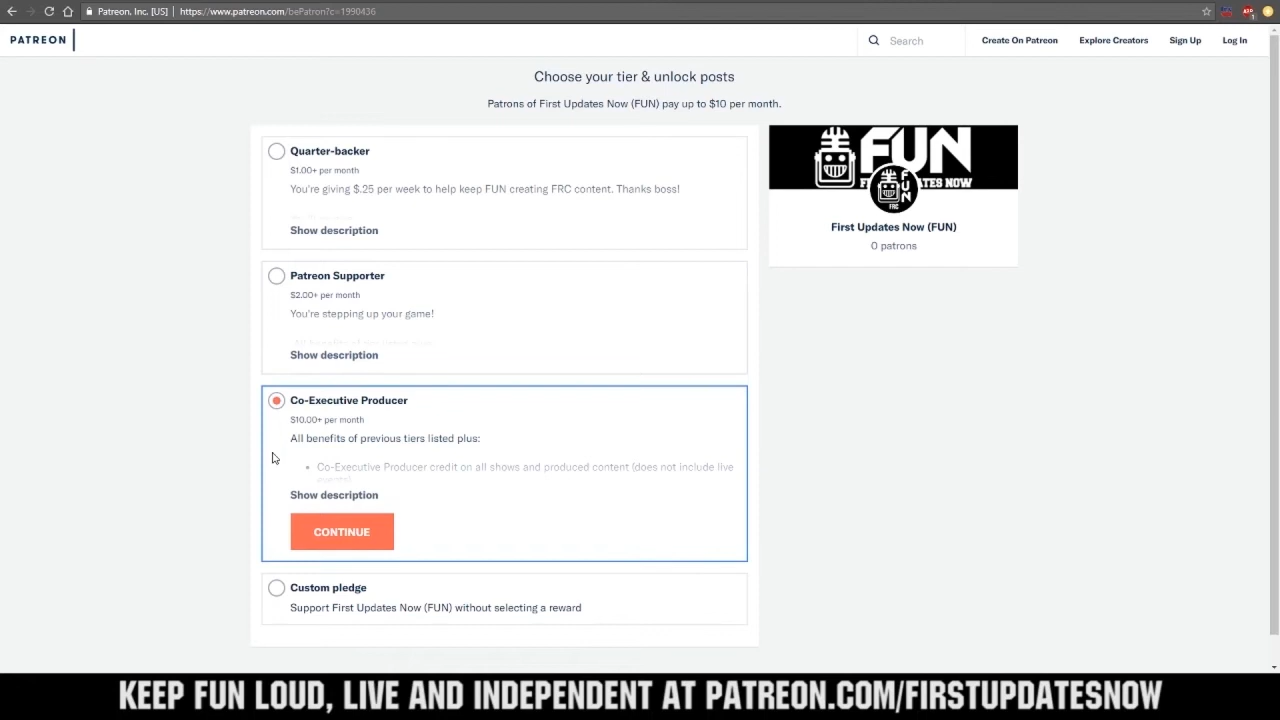 Patreon, Inc. [US] | https://www.patreon.com/bePatron?c=1990436
PATREON
Search
Create On Patreon
Explore Creators
Sign Up
Log In
Choose your tier & unlock posts
Patrons of First Updates Now (FUN) pay up to $10 per month.
Quarter-backer
$1.00+ per month
You're giving $.25 per week to help keep FUN creating FRC content. Thanks boss!
Show description
Patreon Supporter
$2.00+ per month
You're stepping up your game!
Show description
Co-Executive Producer
$10.00+ per month
All benefits of previous tiers listed plus:
• Co-Executive Producer credit on all shows and produced content (does not include live
events)
Show description
CONTINUE
Custom pledge
Support First Updates Now (FUN) without selecting a reward
FUN
FUN
FRC
First Updates Now (FUN)
0 patrons
KEEP FUN LOUD, LIVE AND INDEPENDENT AT PATREON.COM/FIRSTUPDATESNOW